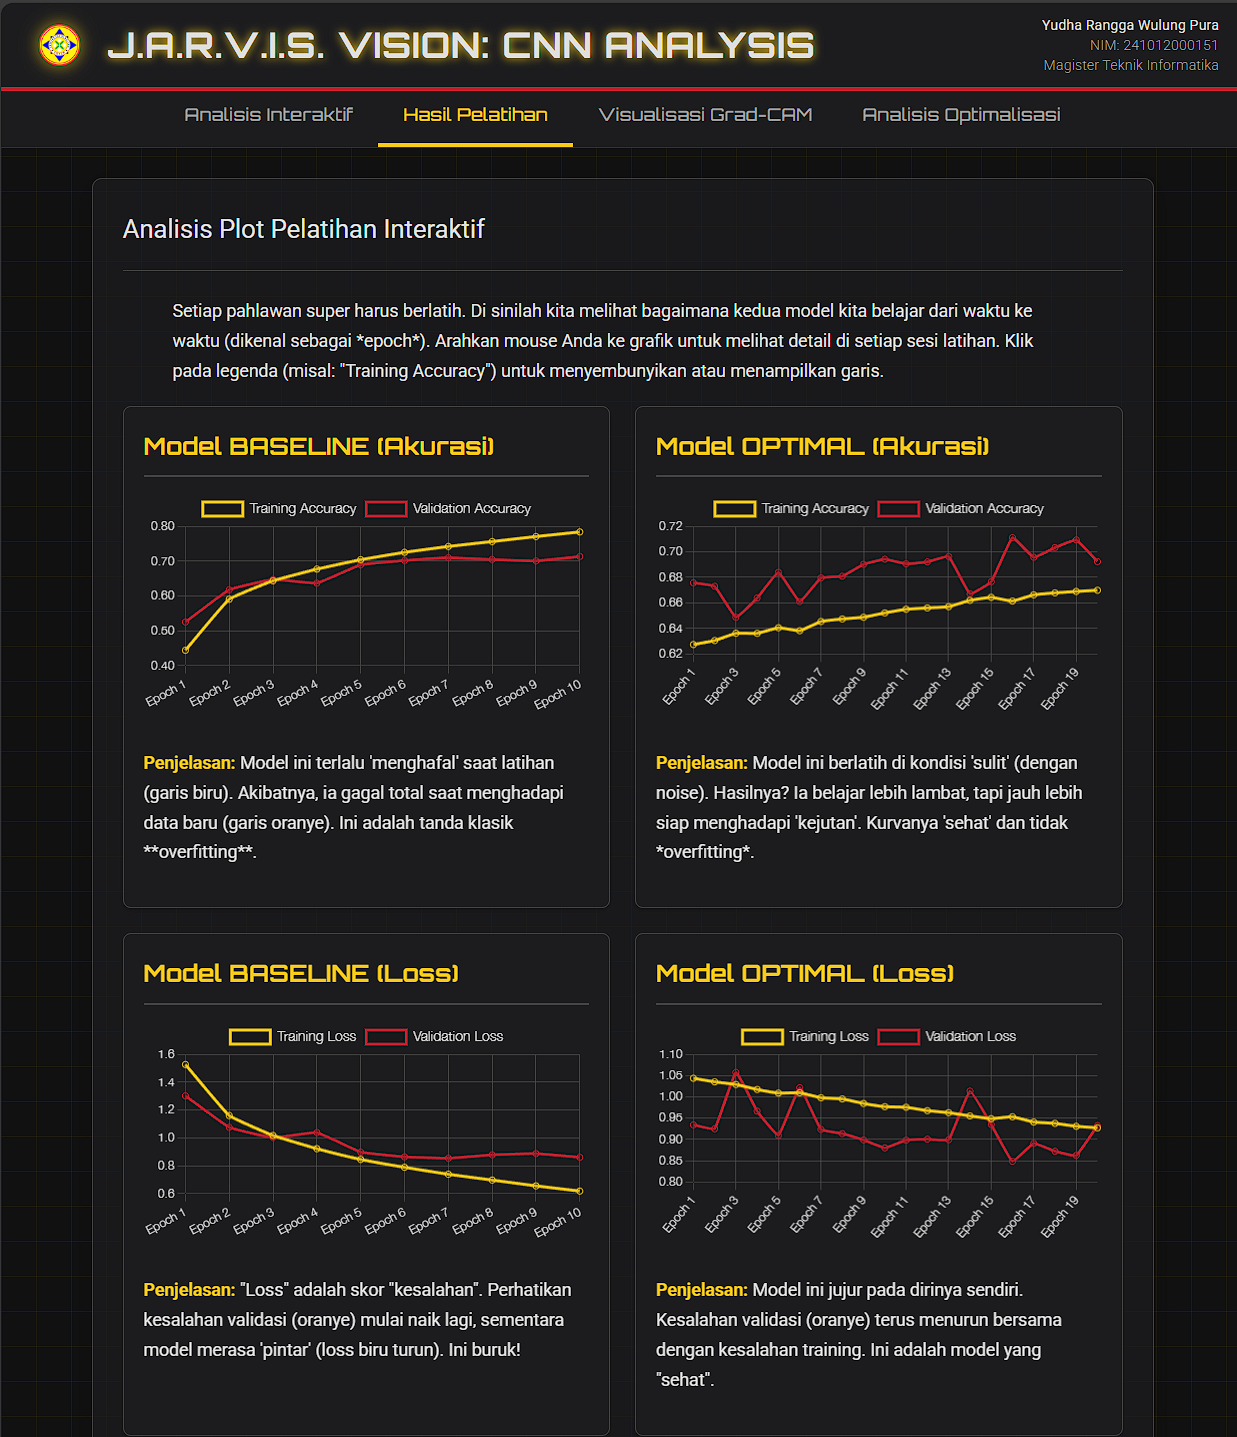 J.A.R.V.I.S. VISION: CNN ANALYSIS
Yudha Rangga Wulung Pura
NIM: 241012000151
Magister Teknik Informatika
Analisis Interaktif
Hasil Pelatihan
Visualisasi Grad-CAM
Analisis Optimalisasi
Analisis Plot Pelatihan Interaktif
Setiap pahlawan super harus berlatih. Di sinilah kita melihat bagaimana kedua model kita belajar dari waktu ke
waktu (dikenal sebagai *epoch*). Arahkan mouse Anda ke grafik untuk melihat detail di setiap sesi latihan. Klik
pada legenda (misal: "Training Accuracy") untuk menyembunyikan atau menampilkan garis.
Model BASELINE (Akurasi)
Training Accuracy
Validation Accuracy
0.80
0.70
0.60
0.50
0.40
Epoch 1
Epoch 2
Epoch 3
Epoch 4
Epoch 5
Epoch 6
Epoch 7
Epoch 8
Epoch 9
Epoch 10
Penjelasan: Model ini terlalu 'menghafal' saat latihan
(garis biru). Akibatnya, ia gagal total saat menghadapi
data baru (garis oranye). Ini adalah tanda klasik
**overfitting**.
Model OPTIMAL (Akurasi)
Training Accuracy
Validation Accuracy
0.72
0.70
0.68
0.66
0.64
0.62
Epoch 1
Epoch 3
Epoch 5
Epoch 7
Epoch 9
Epoch 11
Epoch 13
Epoch 15
Epoch 17
Epoch 19
Penjelasan: Model ini berlatih di kondisi 'sulit' (dengan
noise). Hasilnya? Ia belajar lebih lambat, tapi jauh lebih
siap menghadapi 'kejutan'. Kurvanya 'sehat' dan tidak
*overfitting*.
Model BASELINE (Loss)
Training Loss
Validation Loss
1.6
1.4
1.2
1.0
0.8
0.6
Epoch 1
Epoch 2
Epoch 3
Epoch 4
Epoch 5
Epoch 6
Epoch 7
Epoch 8
Epoch 9
Epoch 10
Penjelasan: "Loss" adalah skor "kesalahan". Perhatikan
kesalahan validasi (oranye) mulai naik lagi, sementara
model merasa 'pintar' (loss biru turun). Ini buruk!
Model OPTIMAL (Loss)
Training Loss
Validation Loss
1.10
1.05
1.00
0.95
0.90
0.85
0.80
Epoch 1
Epoch 3
Epoch 5
Epoch 7
Epoch 9
Epoch 11
Epoch 13
Epoch 15
Epoch 17
Epoch 19
Penjelasan: Model ini jujur pada dirinya sendiri.
Kesalahan validasi (oranye) terus menurun bersama
dengan kesalahan training. Ini adalah model yang
"sehat".